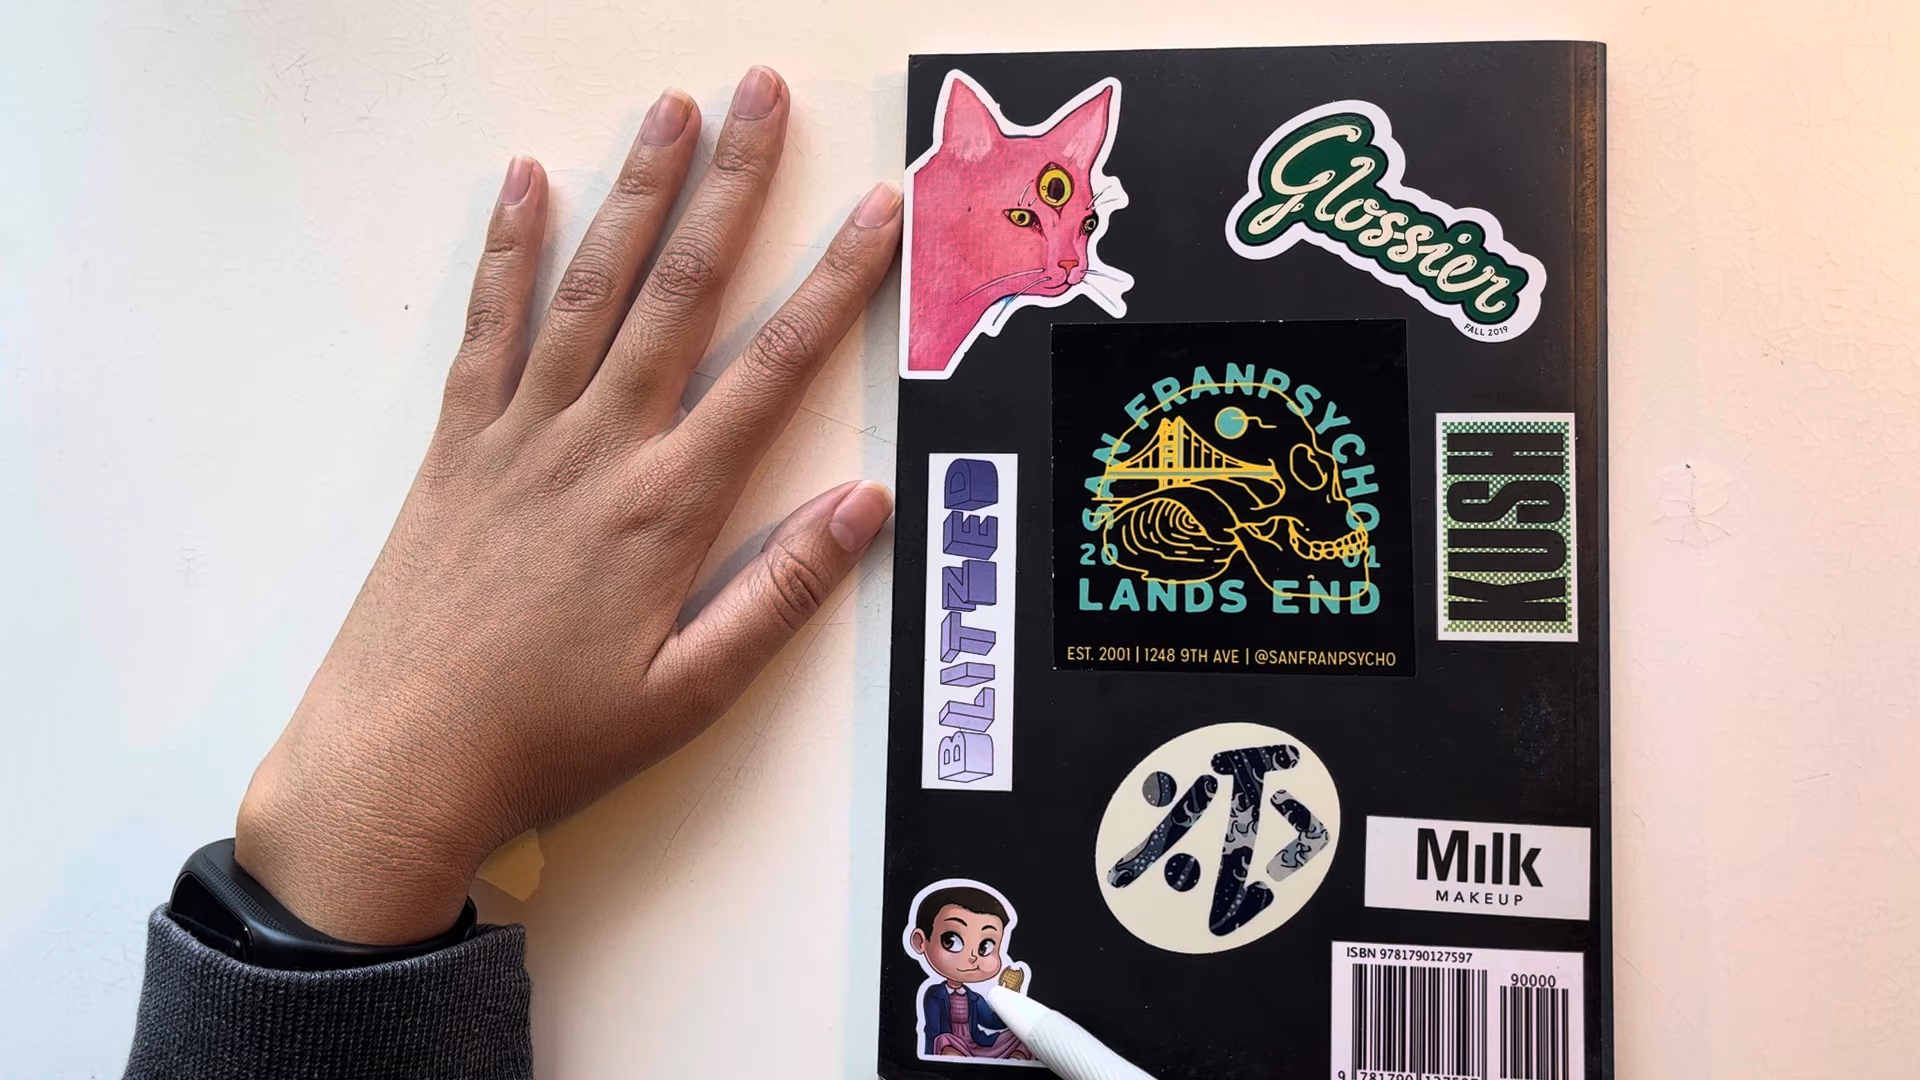 Glossier
FALL 2019
SAN FRANPSYCHO
20 01
LANDS END
EST. 2001 | 1248 9TH AVE | @SANFRANPSYCHO
BLITZED
KUSH
Milk
MAKEUP
ISBN 9781790127597
90000